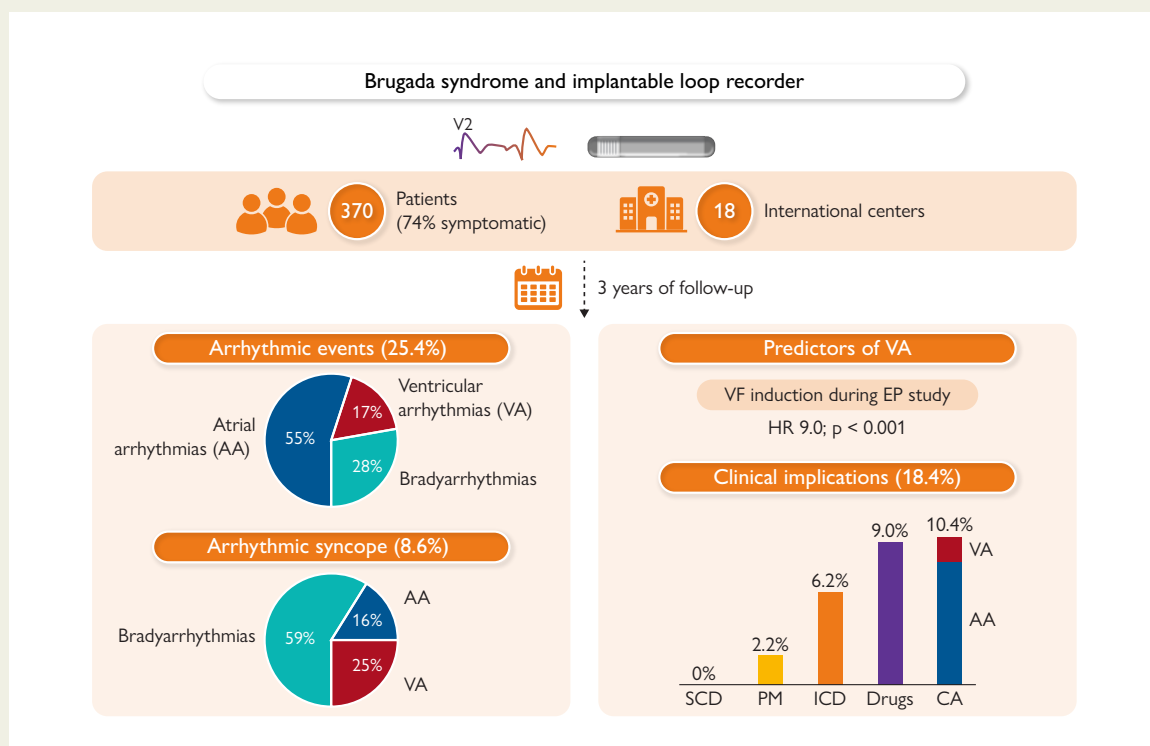 Brugada syndrome and implantable loop recorder
V2
370
Patients
(74% symptomatic)
18
International centers
3 years of follow-up
Arrhythmic events (25.4%)
Atrial
arrhythmias (AA)
55%
17%
Ventricular
arrhythmias (VA)
28%
Bradyarrhythmias
Arrhythmic syncope (8.6%)
Bradyarrhythmias
59%
AA
16%
25%
VA
Predictors of VA
VF induction during EP study
HR 9.0; p < 0.001
Clinical implications (18.4%)
0%
2.2%
6.2%
9.0%
10.4%
VA
AA
SCD
PM
ICD
Drugs
CA